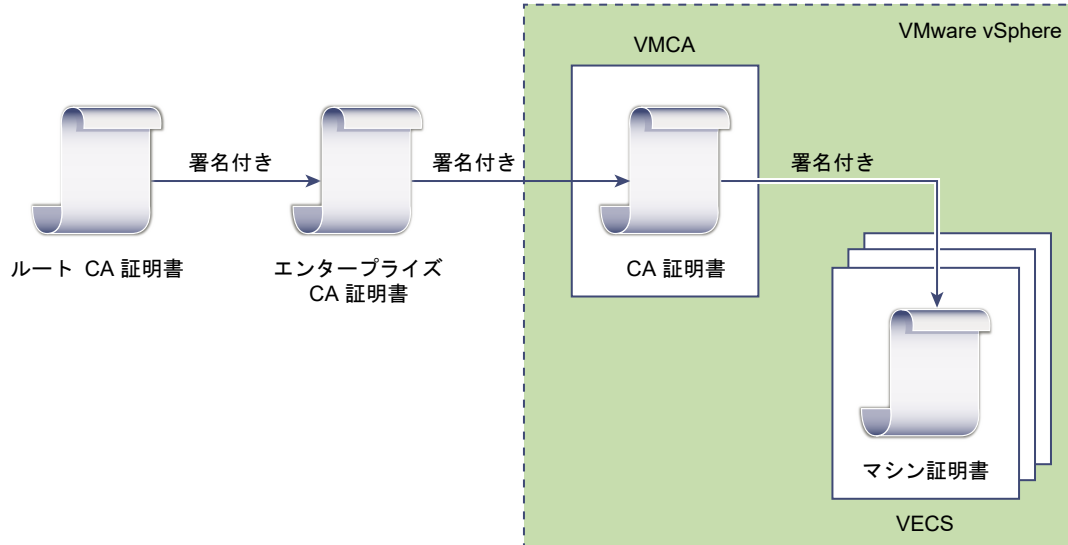 VMware vSphere
VMCA
署名付き
署名付き
署名付き
ルート CA 証明書
エンタープライズ
CA 証明書
CA 証明書
マシン証明書
VECS